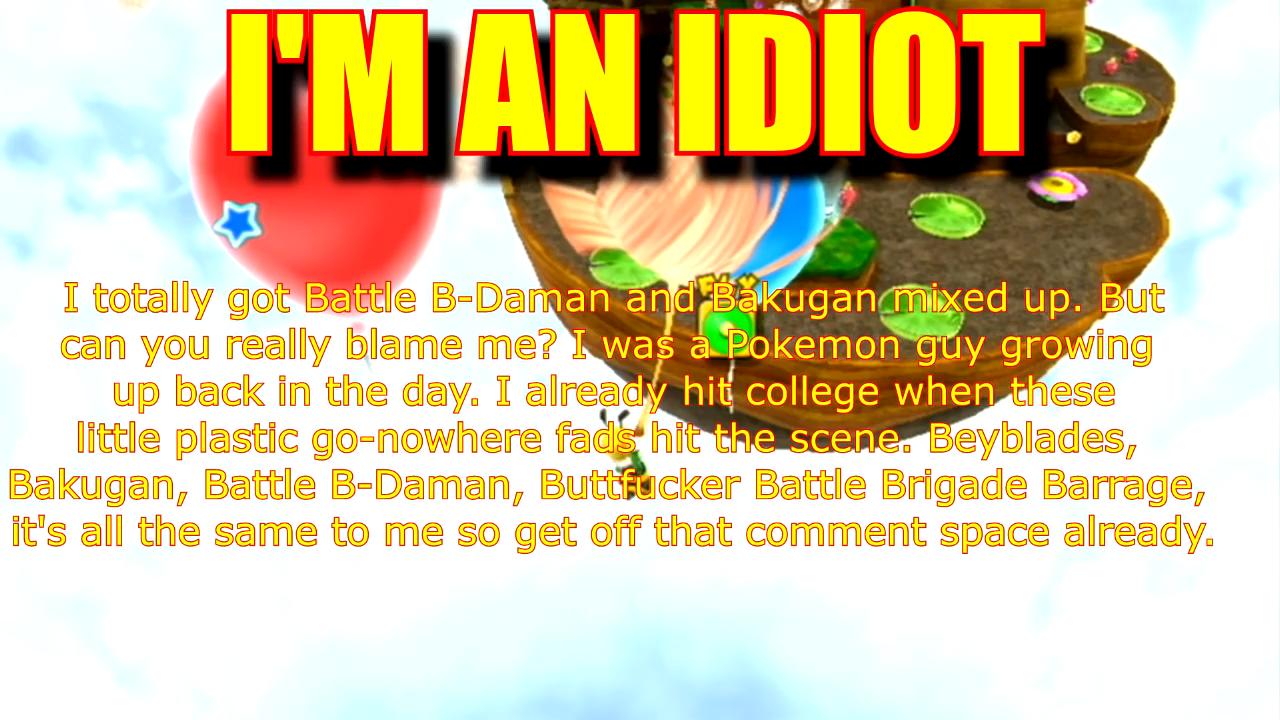 I'M AN IDIOT
I totally got Battle B-Daman and Bakugan mixed up. But
can you really blame me? I was a Pokemon guy growing
up back in the day. I already hit college when these
little plastic go-nowhere fads hit the scene. Beyblades,
Bakugan, Battle B-Daman, Buttfucker Battle Brigade Barrage,
it's all the same to me so get off that comment space already.